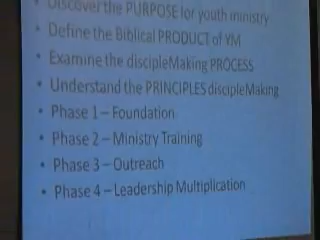 • Discover the PURPOSE for youth ministry
• Define the Biblical PRODUCT of YM
• Examine the discipleMaking PROCESS
• Understand the PRINCIPLES discipleMaking
• Phase 1 – Foundation
• Phase 2 – Ministry Training
• Phase 3 – Outreach
• Phase 4 – Leadership Multiplication